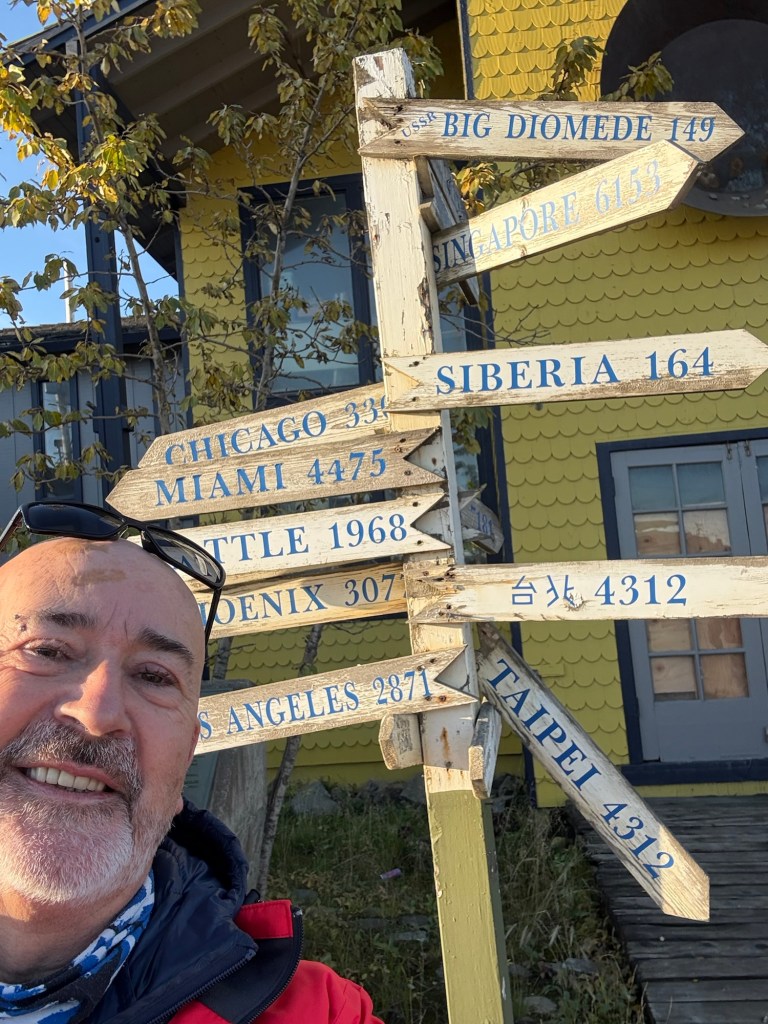 USSR BIG DIOMEDE 149
SINGAPORE 6153
SIBERIA 164
CHICAGO 33
MIAMI 4475
TTLE 1968
台北 4312
OENIX 307
S ANGELES 2871
TAIPEI 4312